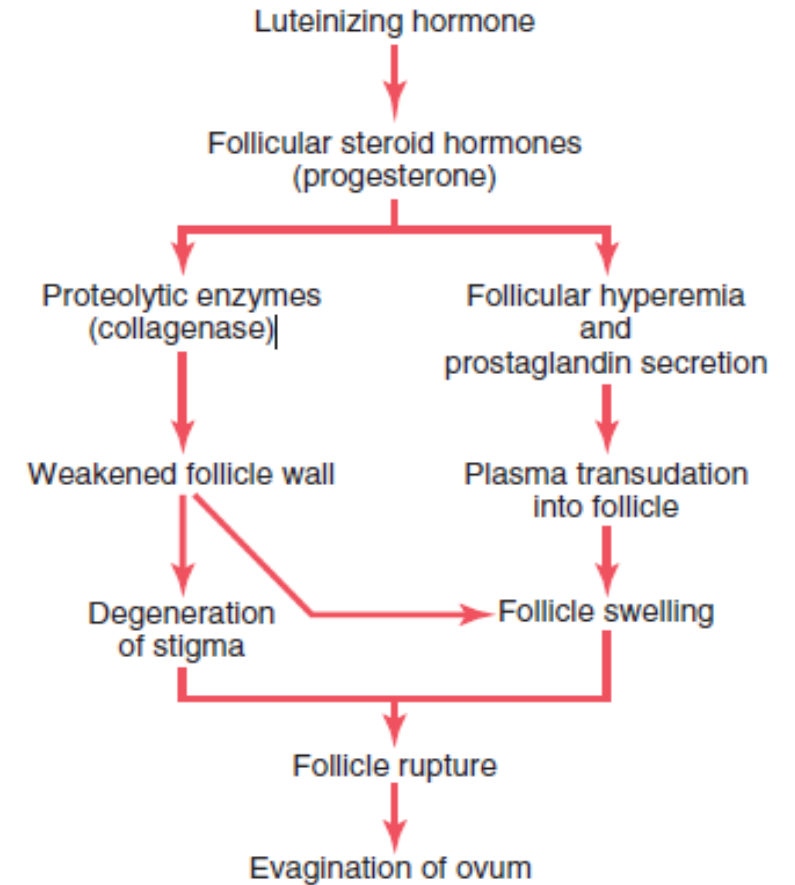 Luteinizing hormone
Follicular steroid hormones
(progesterone)
Proteolytic enzymes
(collagenase)
Follicular hyperemia
and
prostaglandin secretion
Weakened follicle wall
Plasma transudation
into follicle
Degeneration
of stigma
Follicle swelling
Follicle rupture
Evagination of ovum